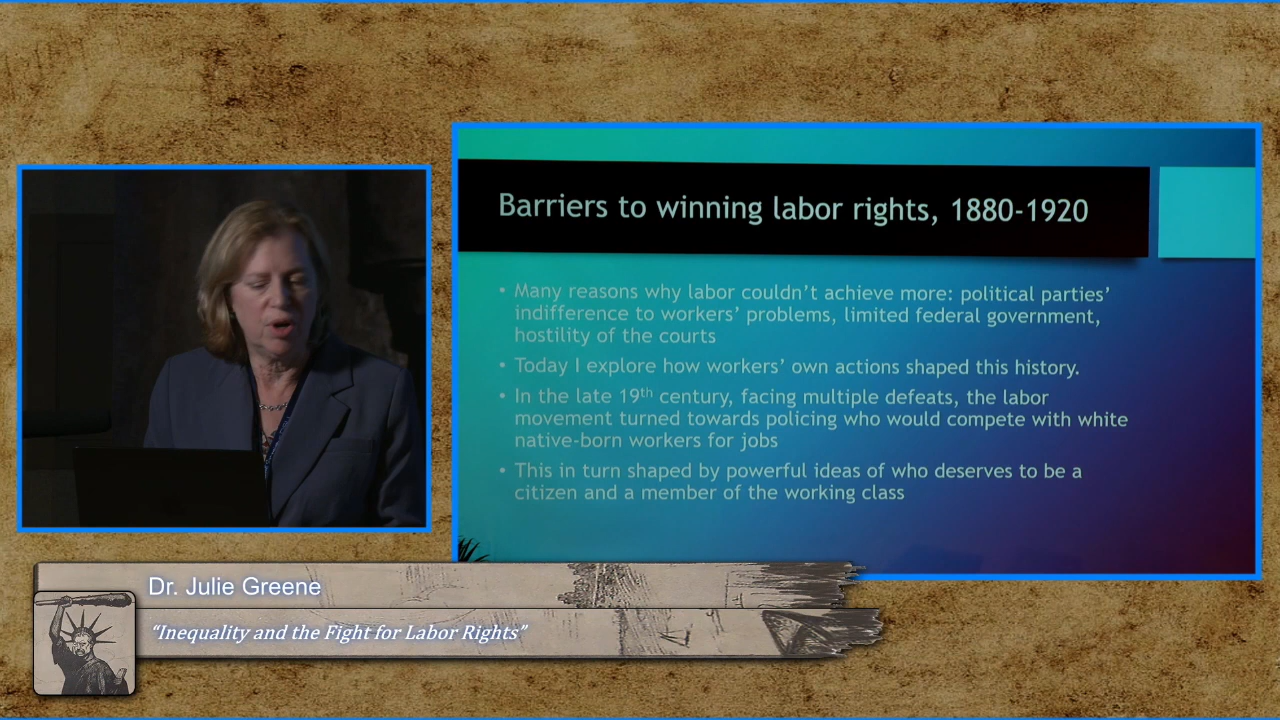 Barriers to winning labor rights, 1880-1920
• Many reasons why labor couldn't achieve more: political parties'
indifference to workers' problems, limited federal government,
hostility of the courts
• Today I explore how workers' own actions shaped this history.
• In the late 19th century, facing multiple defeats, the labor
movement turned towards policing who would compete with white
native-born workers for jobs
• This in turn shaped by powerful ideas of who deserves to be a
citizen and a member of the working class
Dr. Julie Greene
“Inequality and the Fight for Labor Rights”